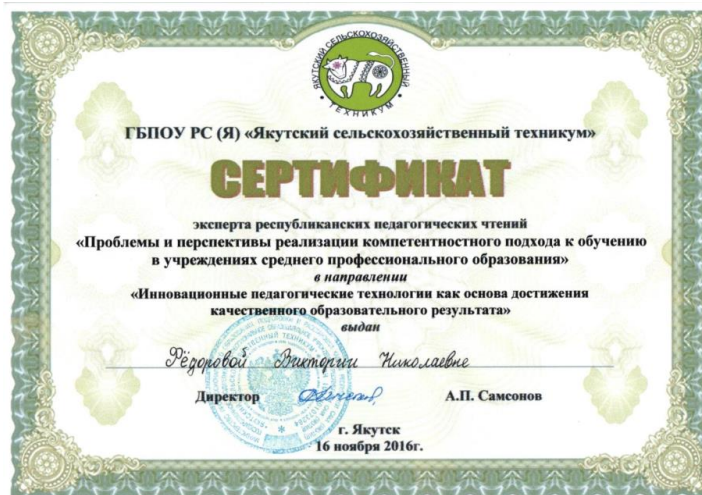 ЯКУТСКИЙ СЕЛЬСКОХОЗЯЙСТВЕННЫЙ
ТЕХНИКУМ
ГБПОУ РС (Я) «Якутский сельскохозяйственный техникум»
СЕРТИФИКАТ
эксперта республиканских педагогических чтений
«Проблемы и перспективы реализации компетентностного подхода к обучению
в учреждениях среднего профессионального образования»
в направлении
«Инновационные педагогические технологии как основа достижения
качественного образовательного результата»
выдан
Фёдоровой Виктории Николаевне
Директор А.П. Самсонов
г. Якутск
16 ноября 2016г.